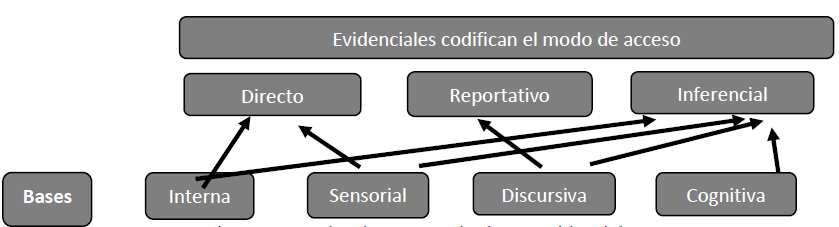 Evidenciales codifican el modo de acceso
Directo
Reportativo
Inferencial
Bases
Interna
Sensorial
Discursiva
Cognitiva